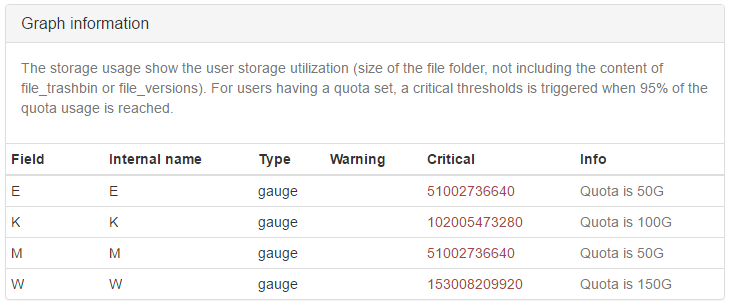 Graph information
The storage usage show the user storage utilization (size of the file folder, not including the content of
file_trashbin or file_versions). For users having a quota set, a critical thresholds is triggered when 95% of the
quota usage is reached.
Field Internal name Type Warning Critical Info
E E gauge 51002736640 Quota is 50G
K K gauge 102005473280 Quota is 100G
M M gauge 51002736640 Quota is 50G
W W gauge 153008209920 Quota is 150G